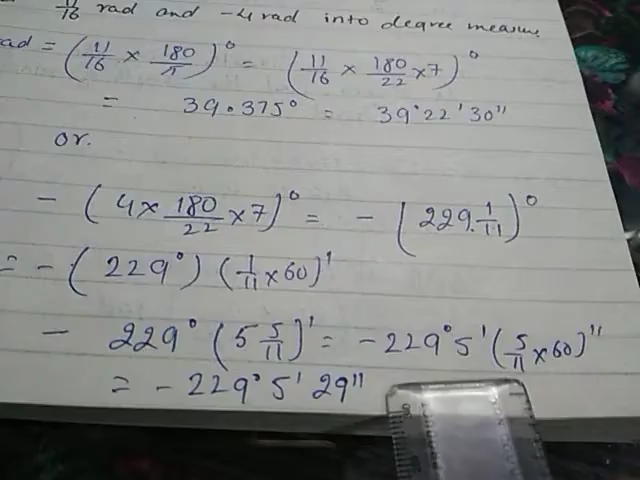 11/16 rad and -4 rad into degree measure
ad = (11/16 × 180/π)° = (11/16 × 180/22 × 7)°
= 39.375° = 39°22'30"
or.
- (4 × 180/22 × 7)° = - (229. 1/11)°
= - (229°) (1/11 × 60)'
- 229° (5 5/11)' = -229°5' (5/11 × 60)"
= - 229°5'29"